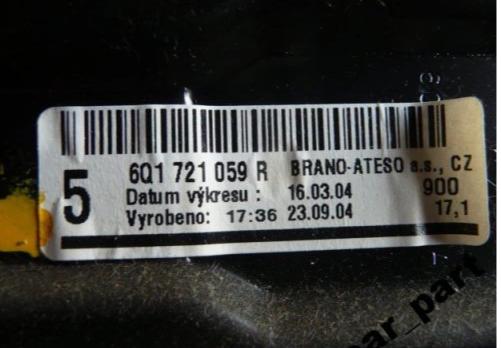 5
6Q1 721 059 R BRANO-ATESO a.s., CZ
Datum výkresu : 16.03.04 900
Vyrobeno: 17:36 23.09.04 17,1